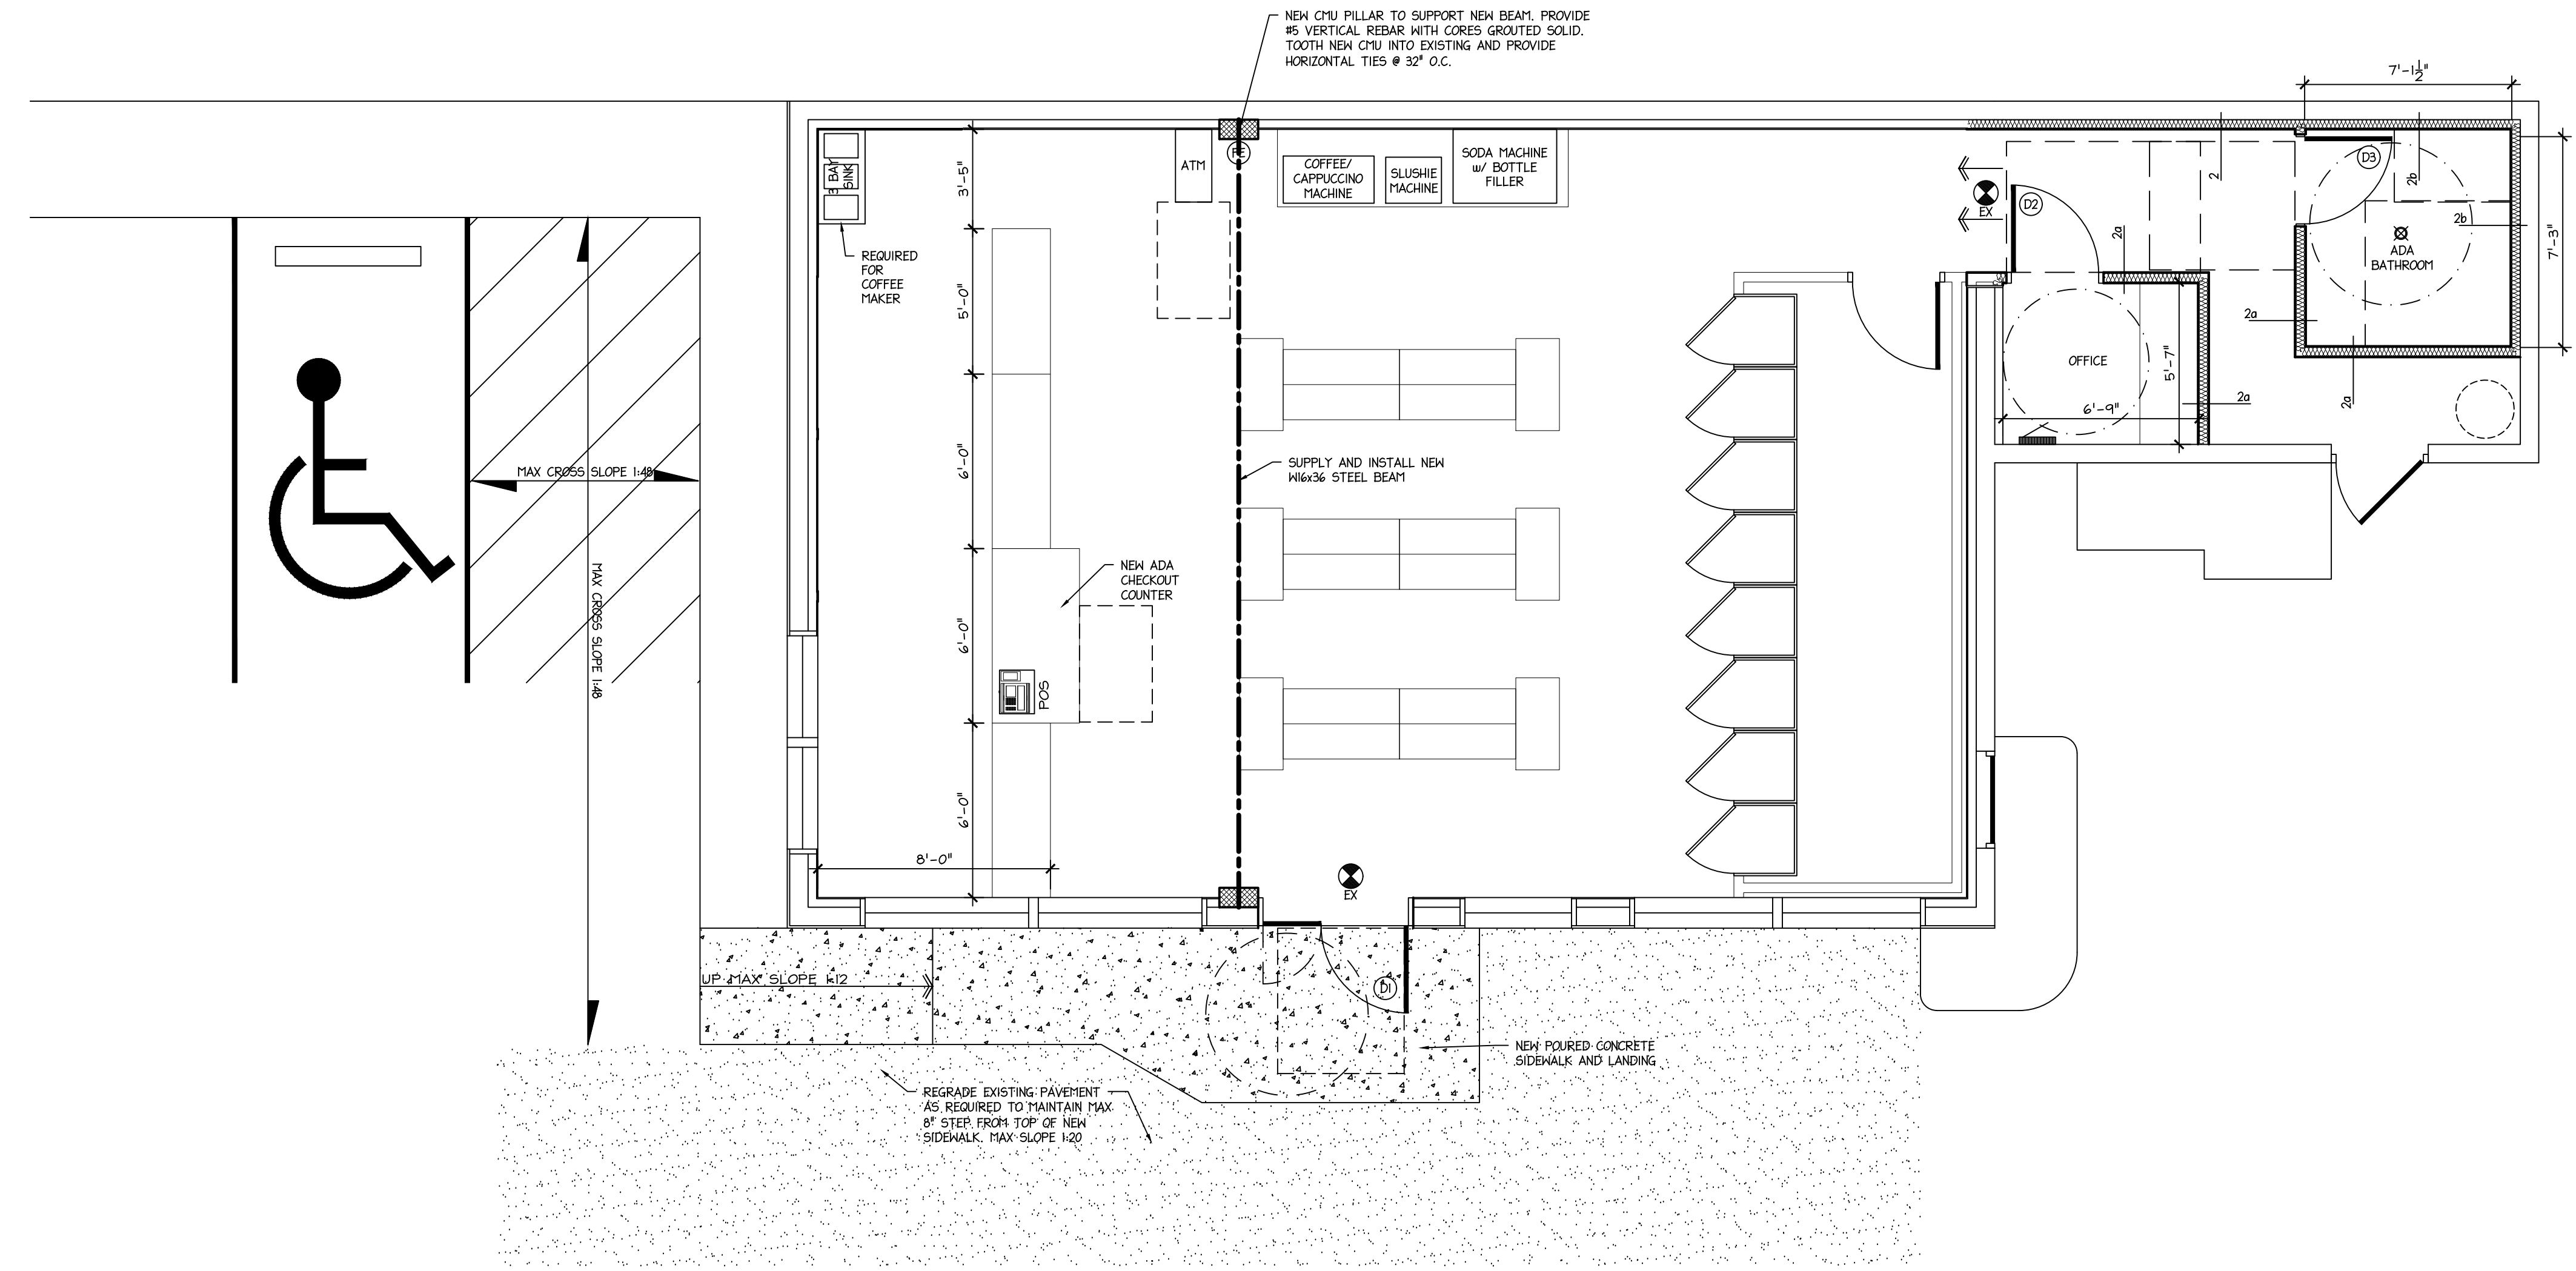 NEW CMU PILLAR TO SUPPORT NEW BEAM. PROVIDE
#5 VERTICAL REBAR WITH CORES GROUTED SOLID.
TOOTH NEW CMU INTO EXISTING AND PROVIDE
HORIZONTAL TIES @ 32" O.C.
7'-1 1/2"
3 BAY
SINK
REQUIRED
FOR
COFFEE
MAKER
3'-5"
ATM
FE
COFFEE/
CAPPUCCINO
MACHINE
SLUSHIE
MACHINE
SODA MACHINE
w/ BOTTLE
FILLER
EX
D2
2
2a
D3
2b
2b
ADA
BATHROOM
7'-3"
5'-0"
2a
OFFICE
5'-7"
6'-9"
2a
2a
MAX CROSS SLOPE 1:48
6'-0"
SUPPLY AND INSTALL NEW
W16x36 STEEL BEAM
MAX CROSS SLOPE 1:48
NEW ADA
CHECKOUT
COUNTER
6'-0"
POS
6'-0"
8'-0"
EX
UP MAX SLOPE 1:12
D1
NEW POURED CONCRETE
SIDEWALK AND LANDING
REGRADE EXISTING PAVEMENT
AS REQUIRED TO MAINTAIN MAX
8" STEP FROM TOP OF NEW
SIDEWALK. MAX SLOPE 1:20